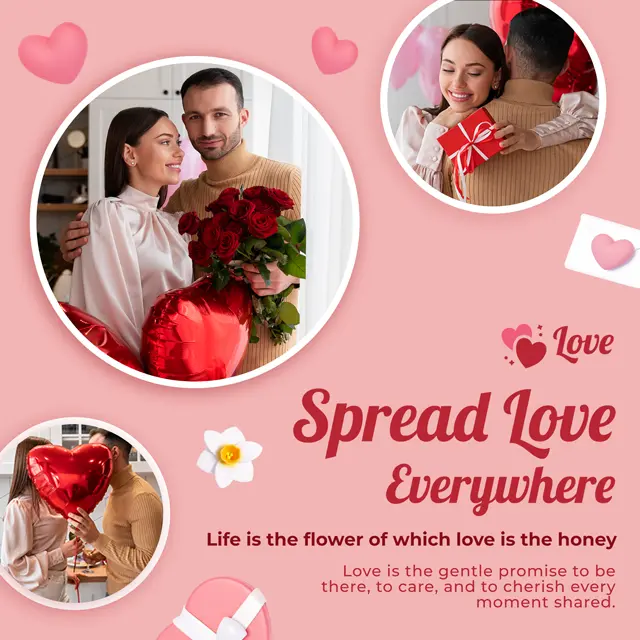 Love
Spread Love
Everywhere
Life is the flower of which love is the honey
Love is the gentle promise to be
there, to care, and to cherish every
moment shared.